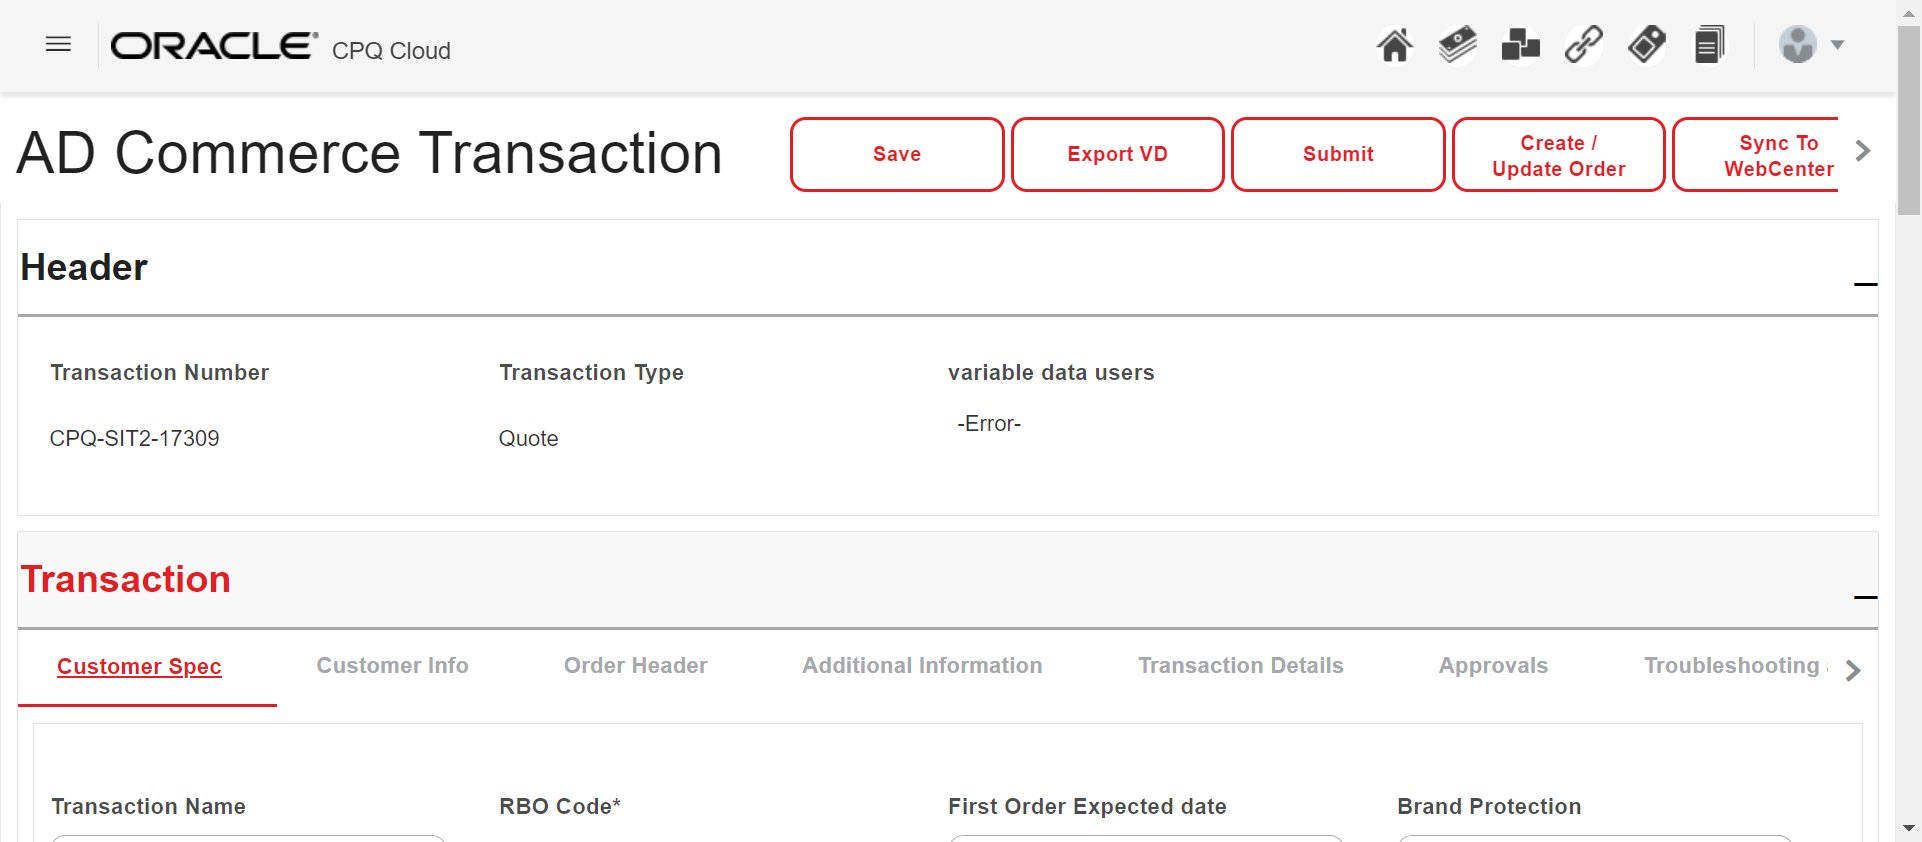 ORACLE® CPQ Cloud
AD Commerce Transaction
Save
Export VD
Submit
Create /
Update Order
Sync To
WebCenter
Header
Transaction Number
Transaction Type
variable data users
CPQ-SIT2-17309
Quote
-Error-
Transaction
Customer Spec
Customer Info
Order Header
Additional Information
Transaction Details
Approvals
Troubleshooting
Transaction Name
RBO Code*
First Order Expected date
Brand Protection